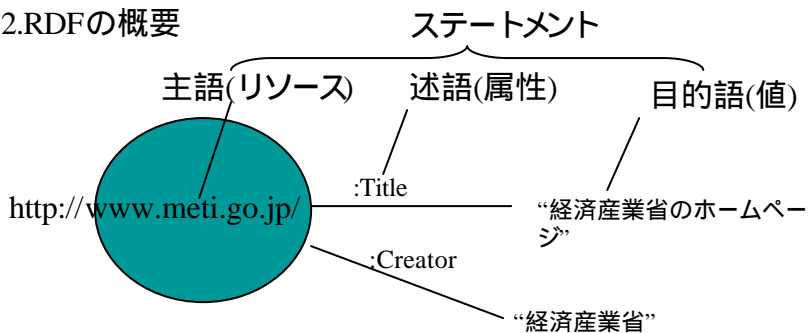 2.RDFの概要
ステートメント
主語(リソース)
述語(属性)
目的語(値)
http://www.meti.go.jp/
:Title
“経済産業省のホームペー
ジ”
:Creator
“経済産業省”